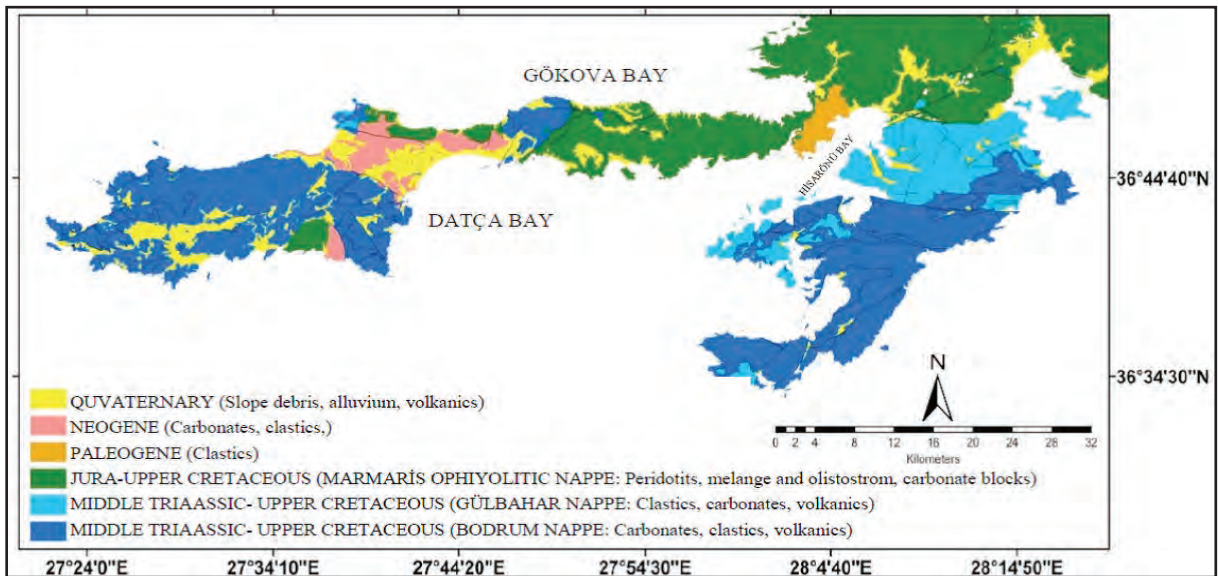 GÖKOVA BAY
HİSARÖNÜ BAY
DATÇA BAY
36°44'40"N
36°34'30"N
N
0 2 4 8 12 16 20 24 28 32
Kilometers
QUVATERNARY (Slope debris, alluvium, volkanics)
NEOGENE (Carbonates, clastics,)
PALEOGENE (Clastics)
JURA-UPPER CRETACEOUS (MARMARİS OPHIYOLITIC NAPPE: Peridotits, melange and olistostrom, carbonate blocks)
MIDDLE TRIAASSIC- UPPER CRETACEOUS (GÜLBAHAR NAPPE: Clastics, carbonates, volkanics)
MIDDLE TRIAASSIC- UPPER CRETACEOUS (BODRUM NAPPE: Carbonates, clastics, volkanics)
27°24'0"E 27°34'10"E 27°44'20"E 27°54'30"E 28°4'40"E 28°14'50"E